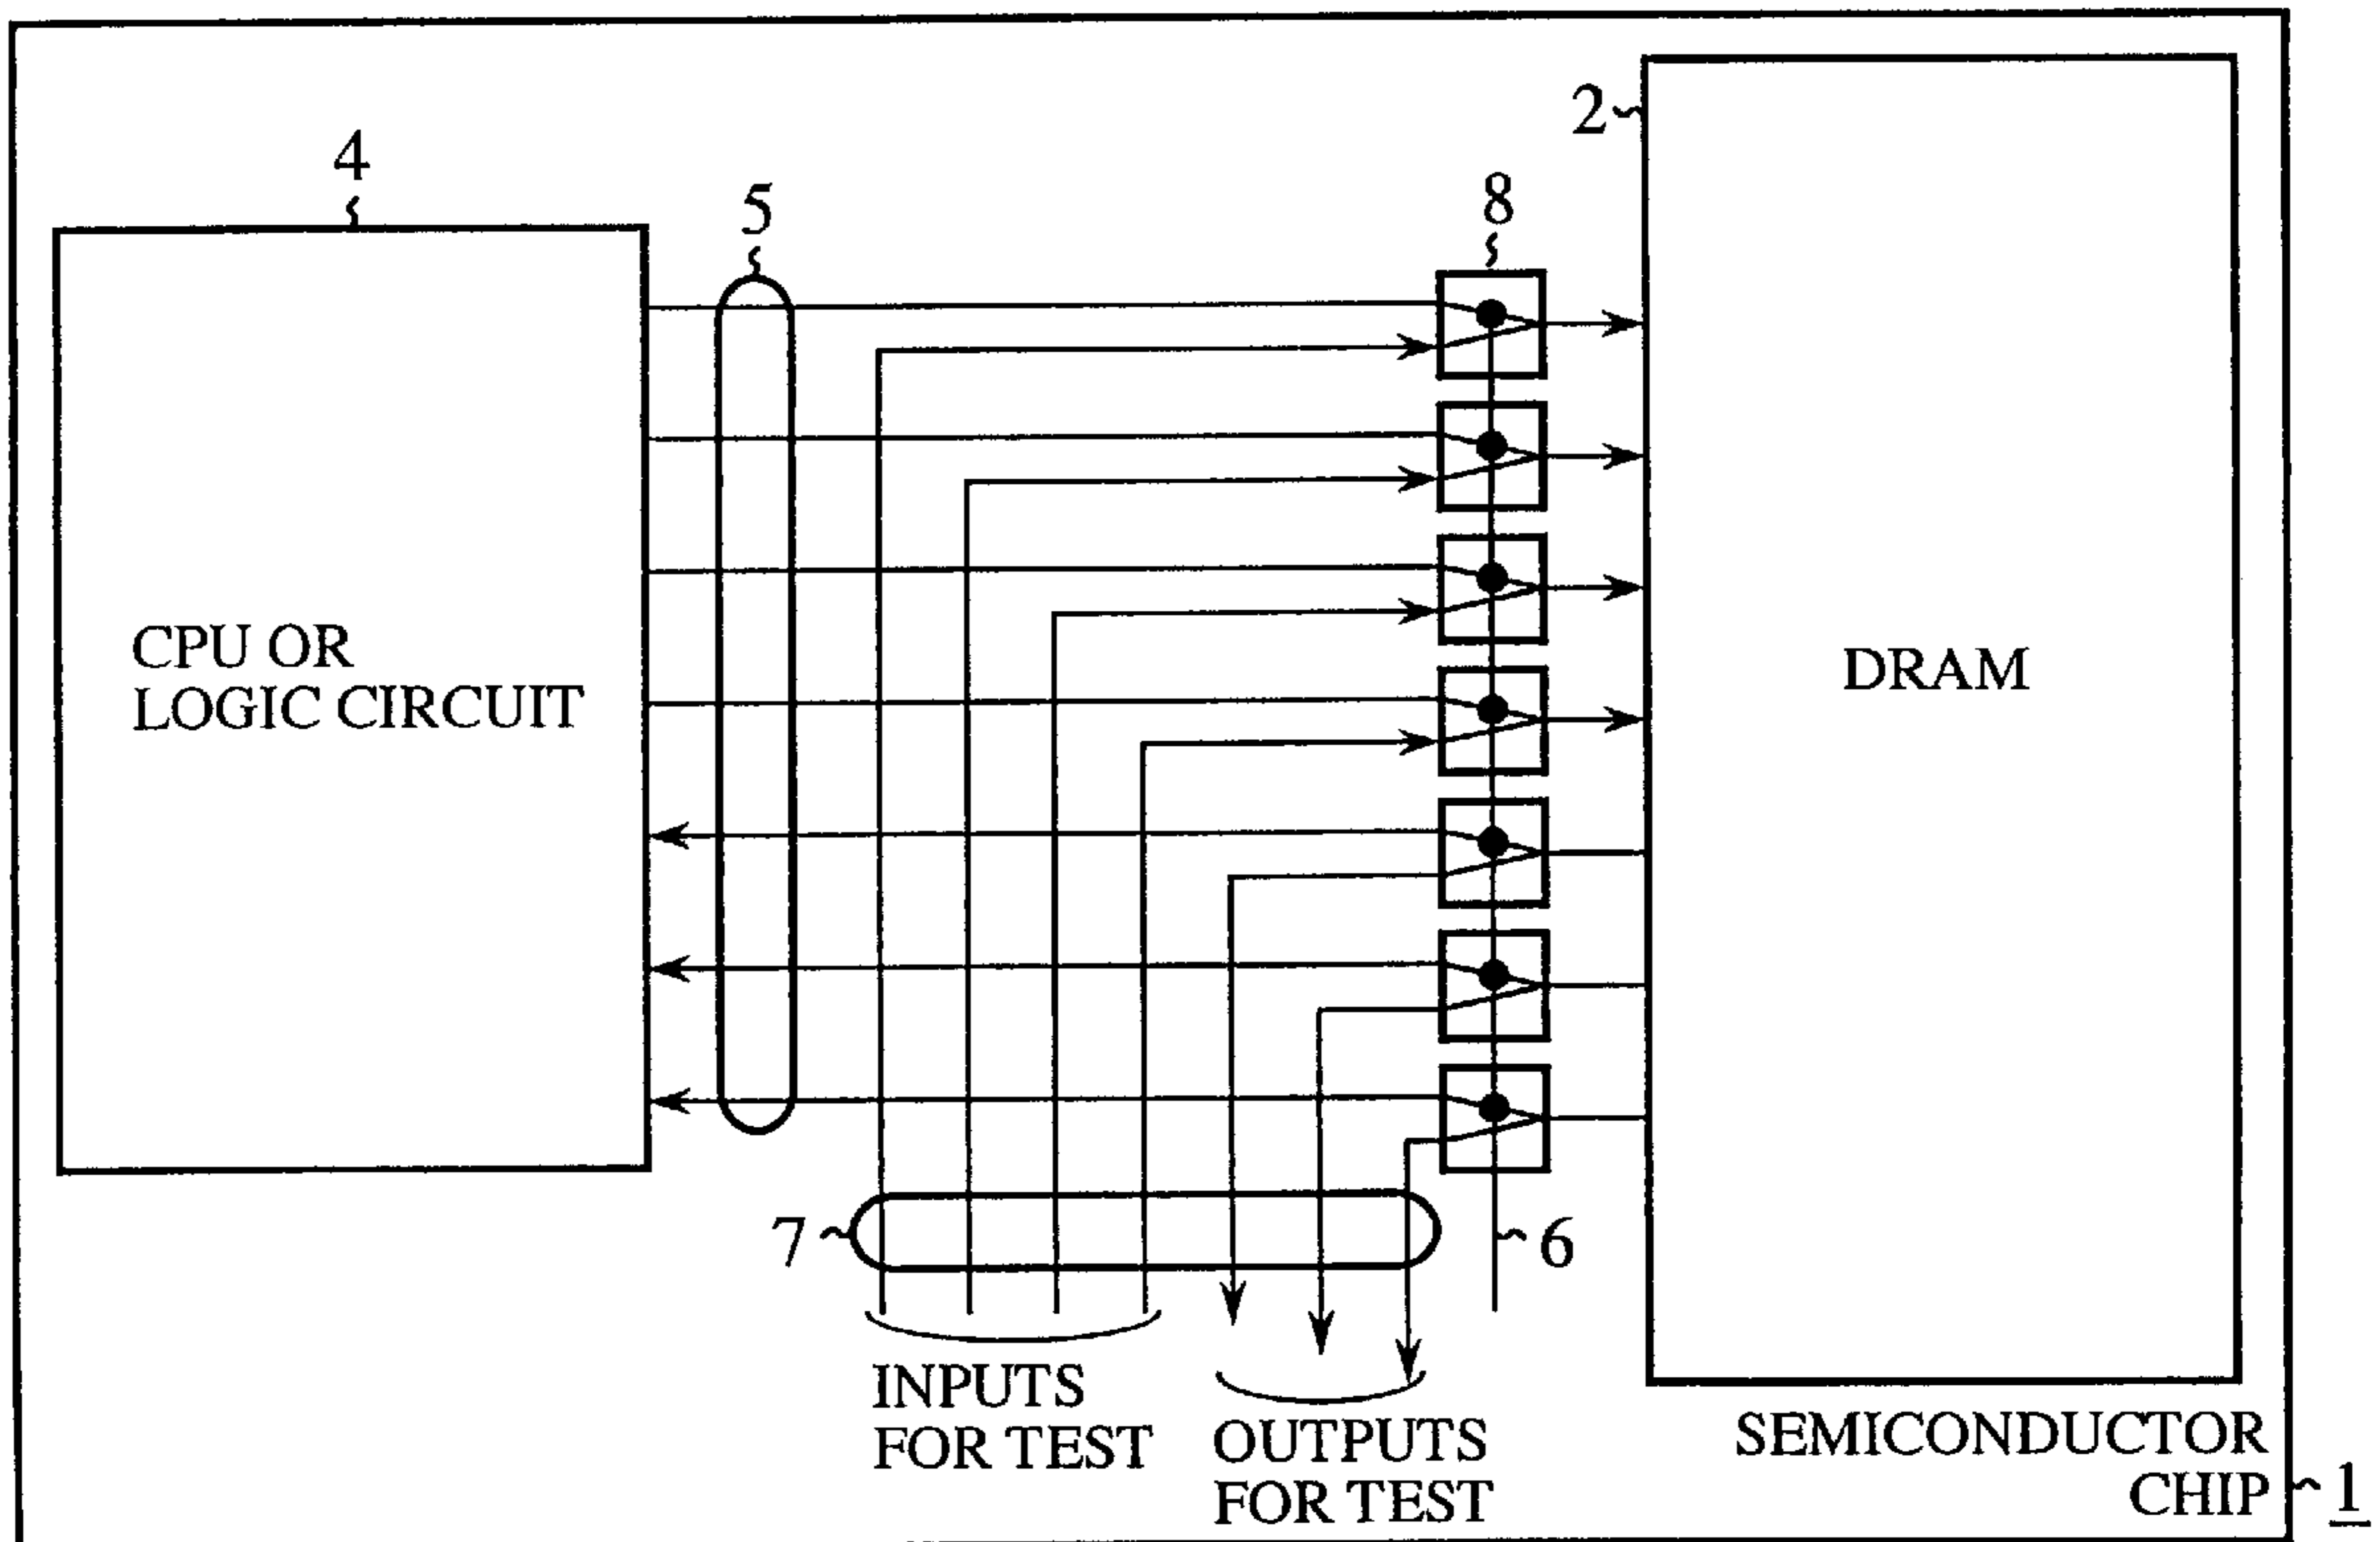 2
4
5
8
CPU OR
LOGIC CIRCUIT
DRAM
7
6
INPUTS
FOR TEST
OUTPUTS
FOR TEST
SEMICONDUCTOR
CHIP
1